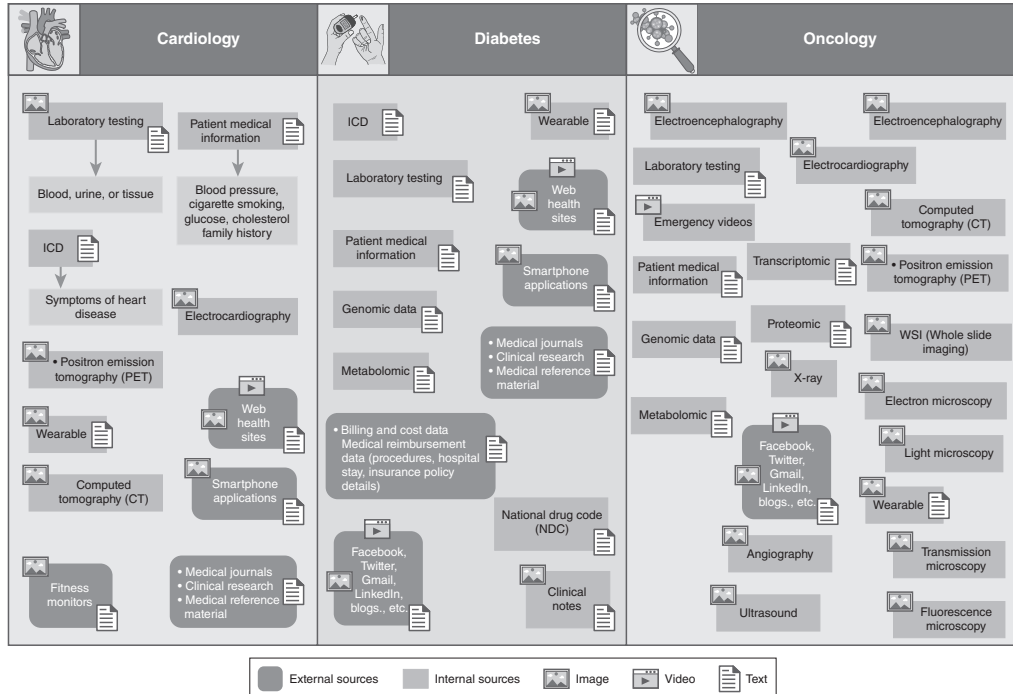 Cardiology
Diabetes
Oncology
Laboratory testing
Patient medical
information
Blood, urine, or tissue
Blood pressure,
cigarette smoking,
glucose, cholesterol
family history
ICD
Symptoms of heart
disease
Electrocardiography
• Positron emission
tomography (PET)
Web
health
sites
Wearable
Computed
tomography (CT)
Smartphone
applications
Fitness
monitors
• Medical journals
• Clinical research
• Medical reference
material
ICD
Wearable
Laboratory testing
Web
health
sites
Patient medical
information
Smartphone
applications
Genomic data
• Medical journals
• Clinical research
• Medical reference
material
Metabolomic
• Billing and cost data
Medical reimbursement
data (procedures, hospital
stay, insurance policy
details)
National drug code
(NDC)
Facebook,
Twitter,
Gmail,
LinkedIn,
blogs., etc.
Clinical
notes
Electroencephalography
Electroencephalography
Laboratory testing
Electrocardiography
Emergency videos
Computed
tomography (CT)
Patient medical
information
Transcriptomic
• Positron emission
tomography (PET)
Genomic data
Proteomic
WSI (Whole slide
imaging)
X-ray
Electron microscopy
Metabolomic
Facebook,
Twitter,
Gmail,
LinkedIn,
blogs., etc.
Light microscopy
Wearable
Angiography
Transmission
microscopy
Ultrasound
Fluorescence
microscopy
External sources
Internal sources
Image
Video
Text